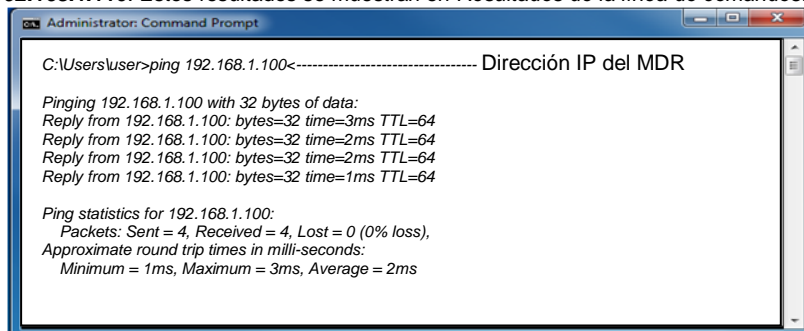 Administrator: Command Prompt
C:\Users\user>ping 192.168.1.100<---------------------------------- Dirección IP del MDR
Pinging 192.168.1.100 with 32 bytes of data:
Reply from 192.168.1.100: bytes=32 time=3ms TTL=64
Reply from 192.168.1.100: bytes=32 time=2ms TTL=64
Reply from 192.168.1.100: bytes=32 time=2ms TTL=64
Reply from 192.168.1.100: bytes=32 time=1ms TTL=64
Ping statistics for 192.168.1.100:
Packets: Sent = 4, Received = 4, Lost = 0 (0% loss),
Approximate round trip times in milli-seconds:
Minimum = 1ms, Maximum = 3ms, Average = 2ms